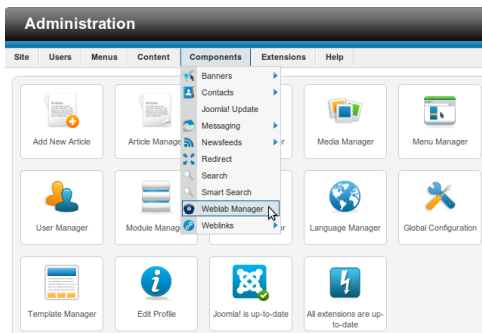 Administration
Site Users Menus Content Components Extensions Help
Banners
Contacts
Joomla! Update
Messaging
Newsfeeds
Redirect
Search
Smart Search
Weblab Manager
Weblinks
Add New Article
Article Manage
Media Manager
Menu Manager
User Manager
Module Manag
Language Manager
Global Configuration
Template Manager
Edit Profile
Joomla! is up-to-date
All extensions are up-
to-date